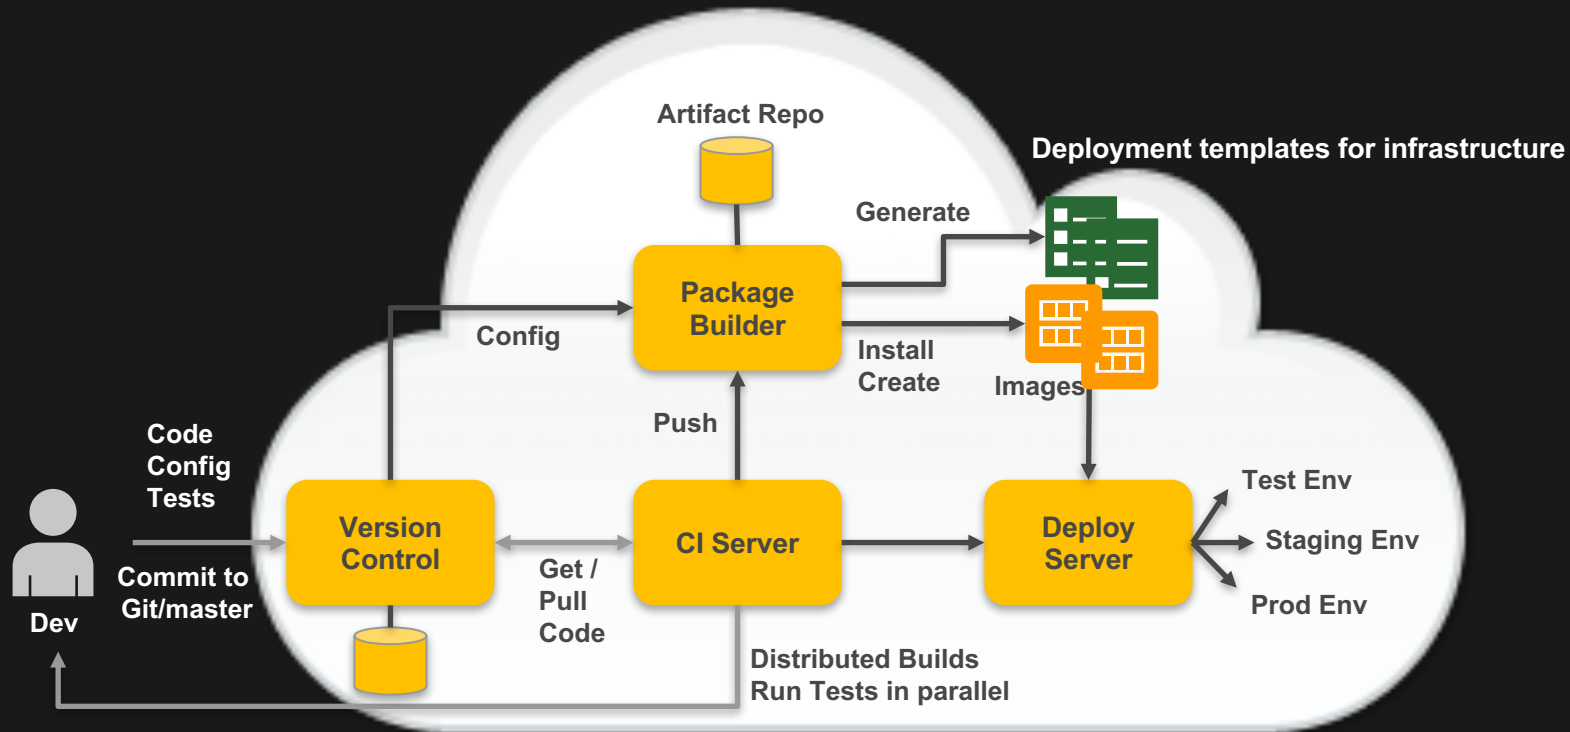 Artifact Repo
Deployment templates for infrastructure
Generate
Package
Builder
Config
Install
Create
Images
Push
Code
Config
Tests
Test Env
Version
Control
CI Server
Deploy
Server
Staging Env
Commit to
Git/master
Get /
Pull
Code
Prod Env
Dev
Distributed Builds
Run Tests in parallel